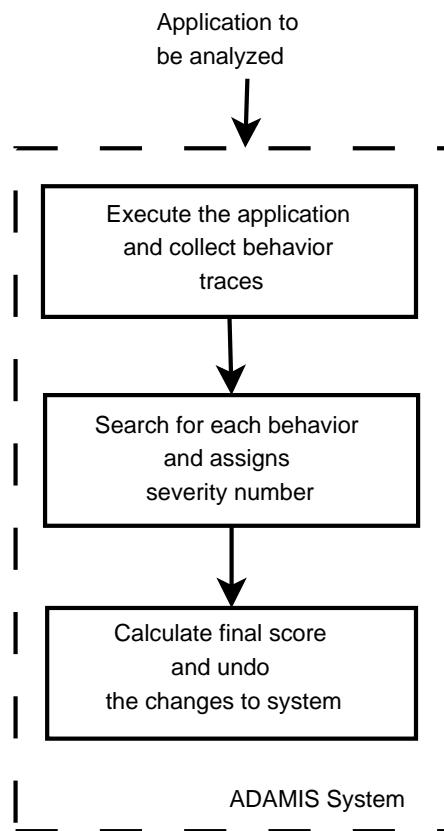 Application to
be analyzed
Execute the application
and collect behavior
traces
Search for each behavior
and assigns
severity number
Calculate final score
and undo
the changes to system
ADAMIS System